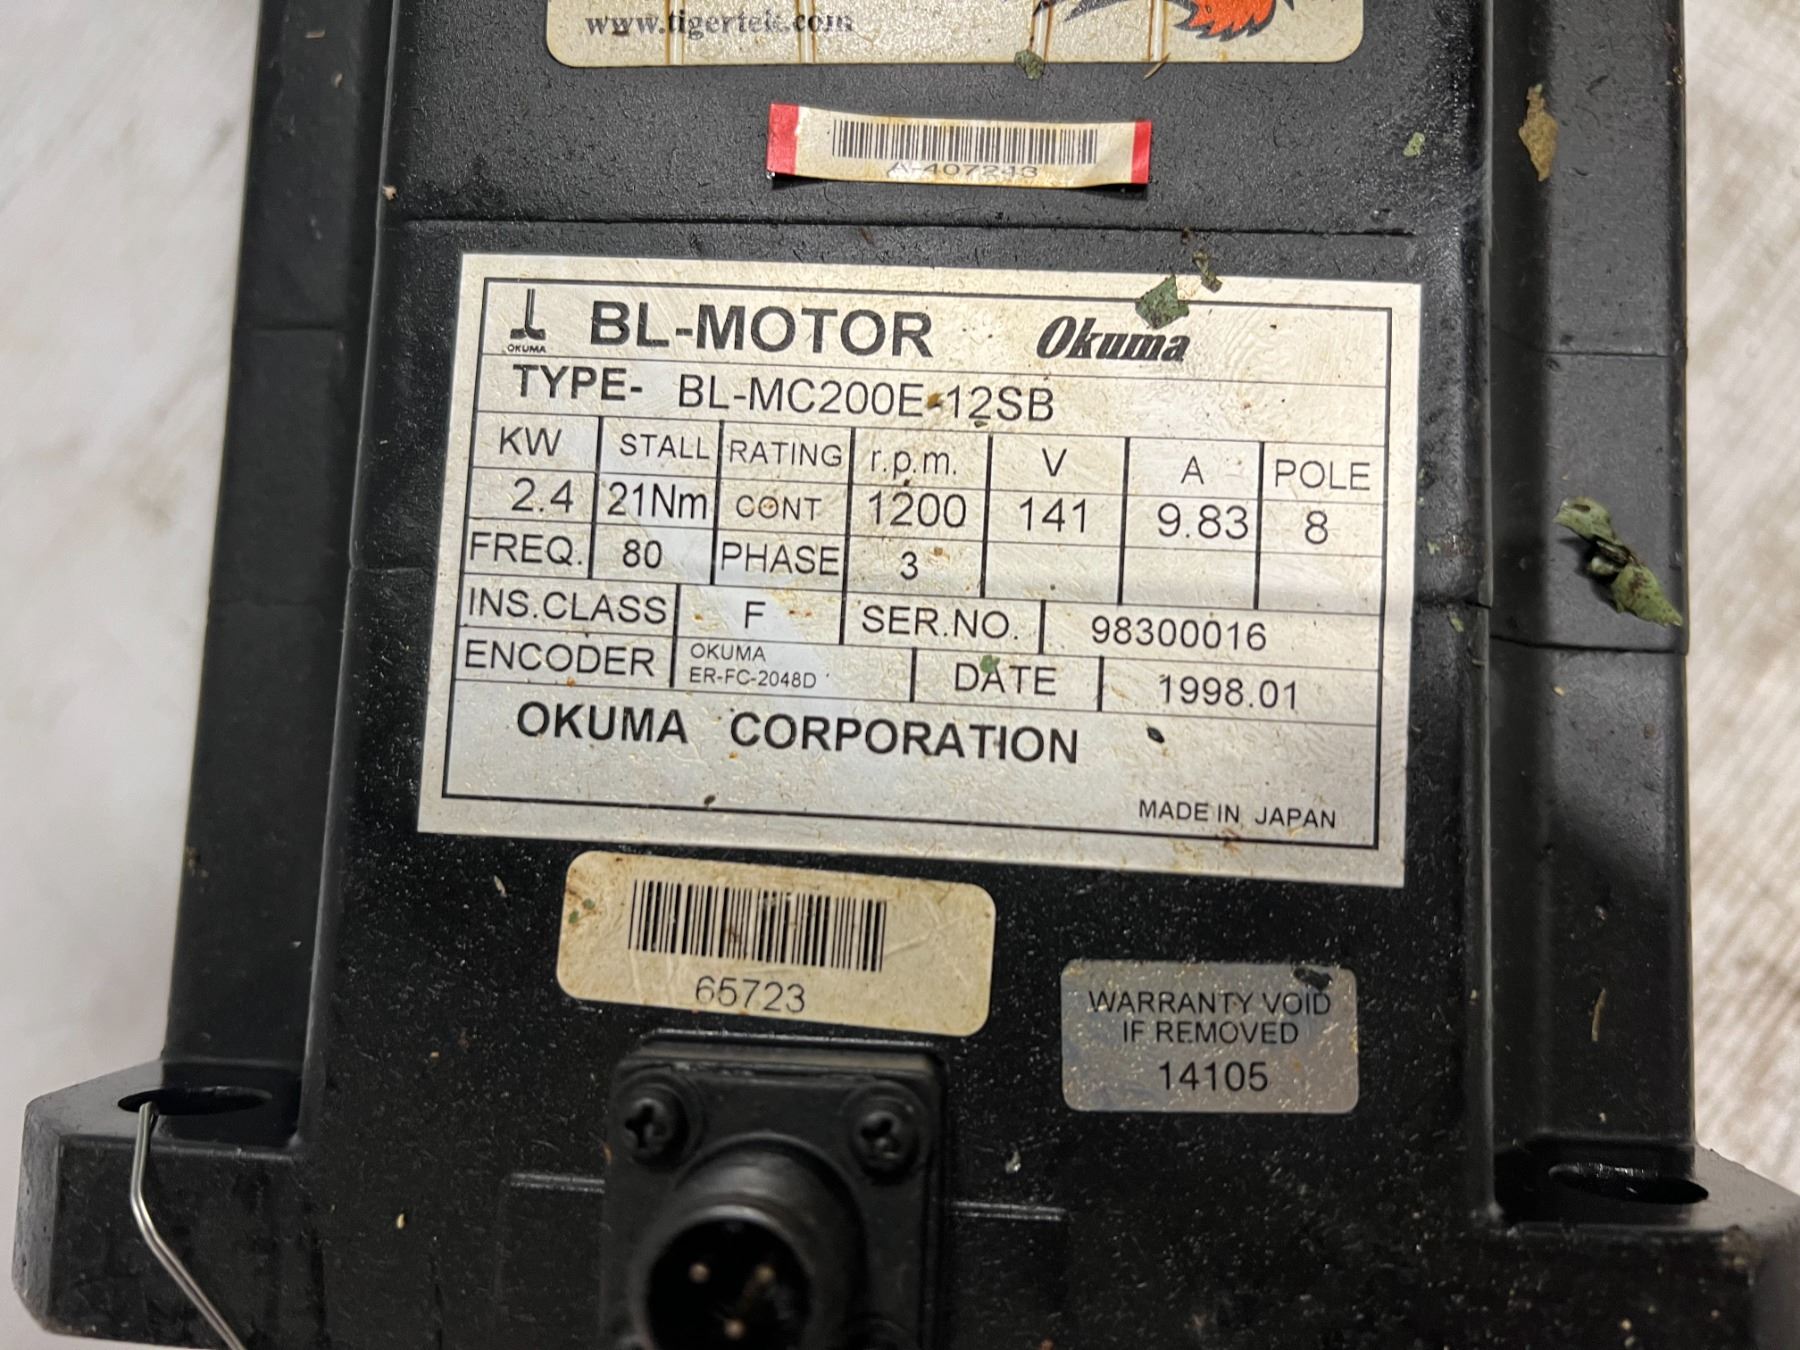 www.tigertek.com
A-407243
OKUMA BL-MOTOR Okuma
TYPE- BL-MC200E-12SB
KW STALL RATING r.p.m. V A POLE
2.4 21Nm CONT 1200 141 9.83 8
FREQ. 80 PHASE 3
INS.CLASS F SER.NO. 98300016
ENCODER OKUMA
ER-FC-2048D DATE 1998.01
OKUMA CORPORATION
MADE IN JAPAN
65723
WARRANTY VOID
IF REMOVED
14105